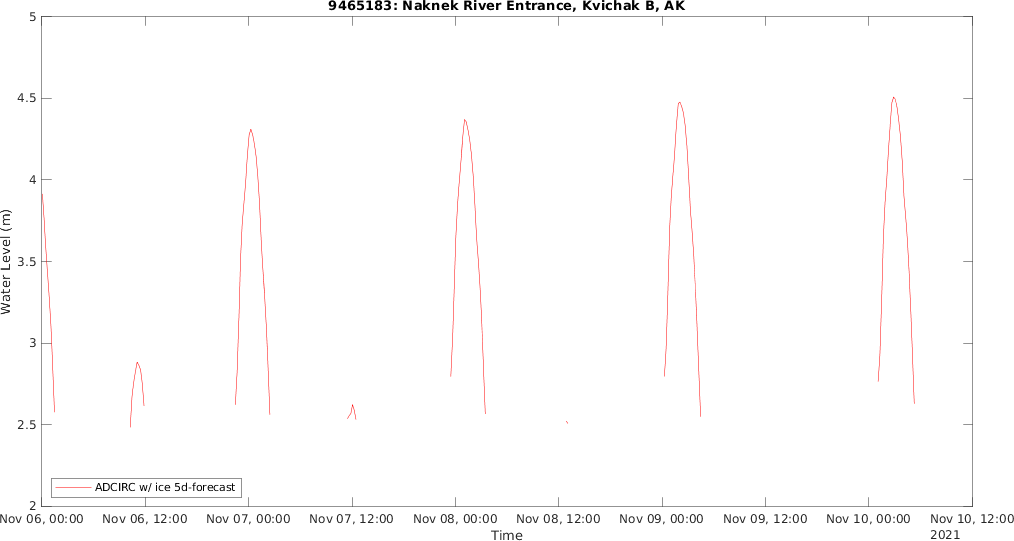 9465183: Naknek River Entrance, Kvichak B, AK
5
4.5
4
3.5
3
2.5
2
Water Level (m)
ADCIRC w/ ice 5d-forecast
Nov 06, 00:00 Nov 06, 12:00 Nov 07, 00:00 Nov 07, 12:00 Nov 08, 00:00 Nov 08, 12:00 Nov 09, 00:00 Nov 09, 12:00 Nov 10, 00:00 Nov 10, 12:00
Time
2021